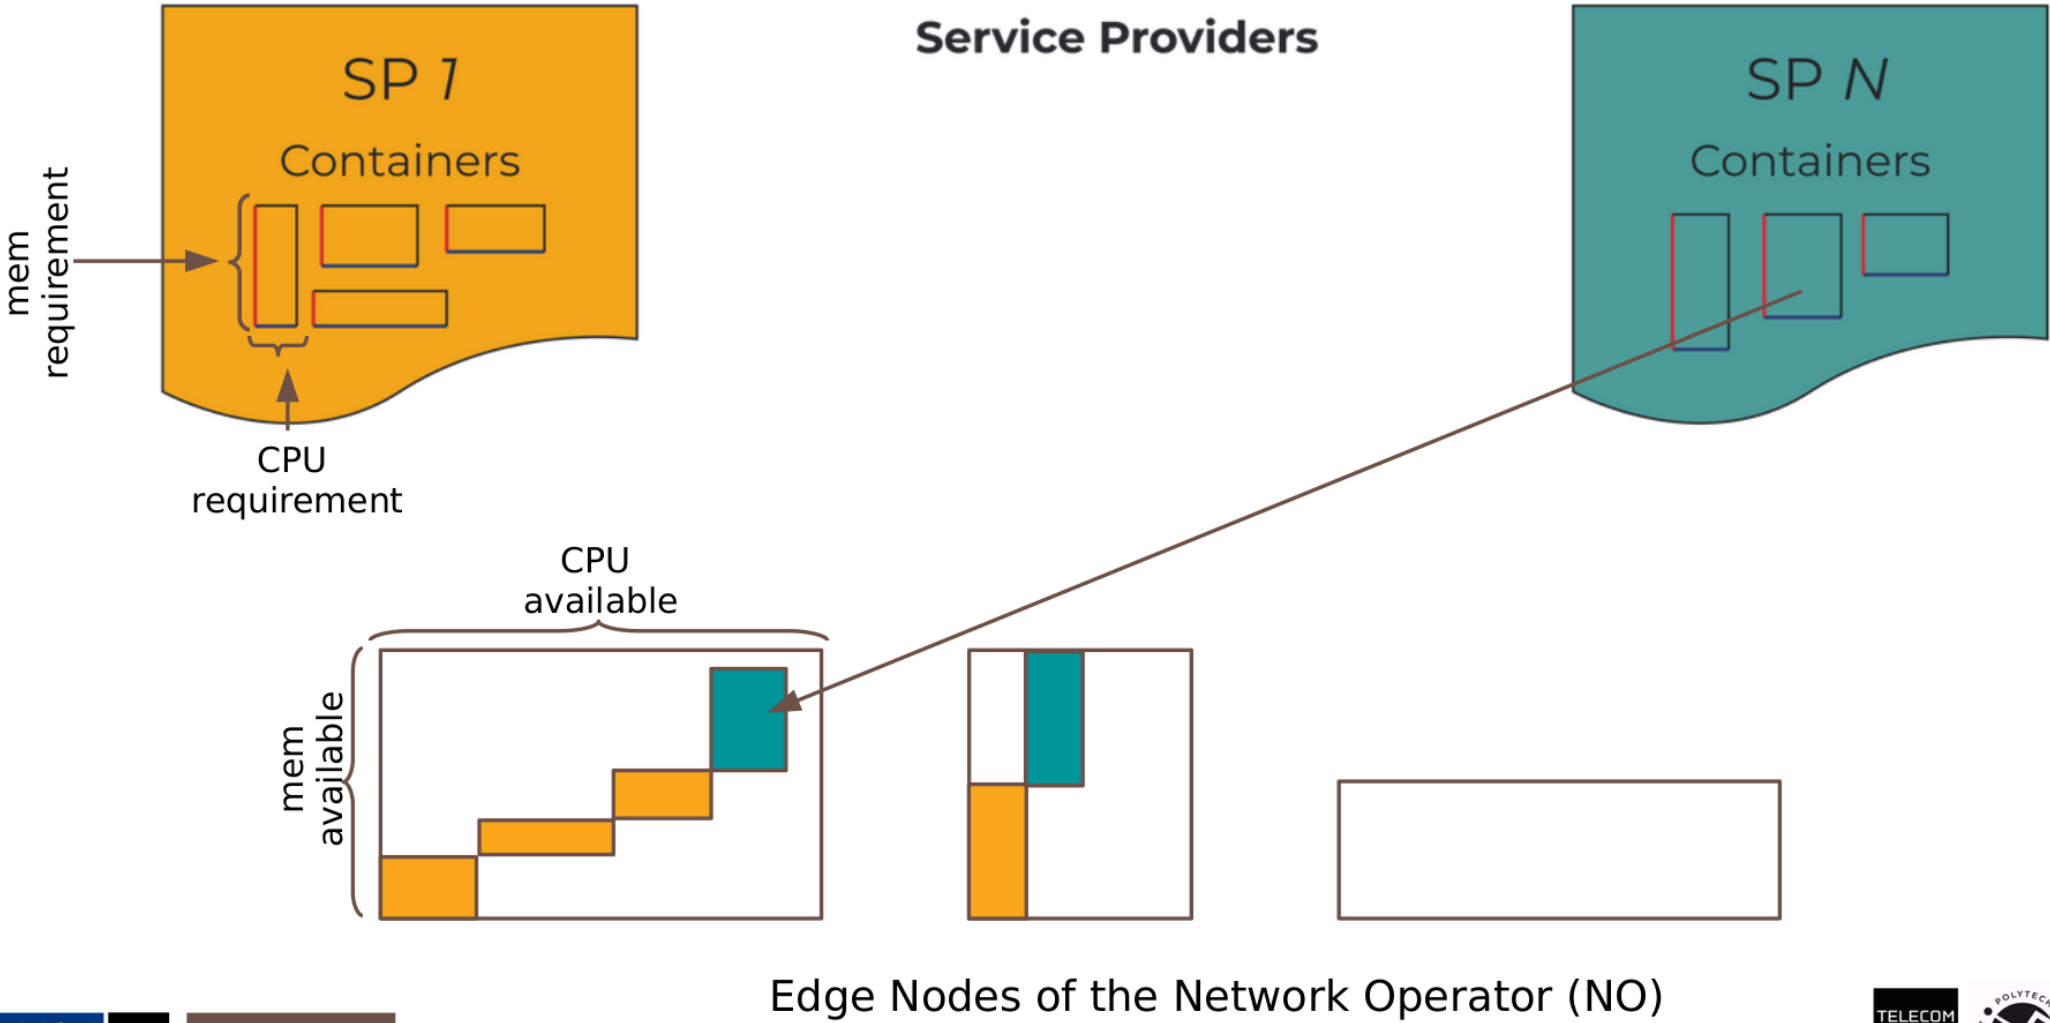 Service Providers
SP 1
Containers
mem
requirement
CPU
requirement
SP N
Containers
CPU
available
mem
available
Edge Nodes of the Network Operator (NO)
TELECOM